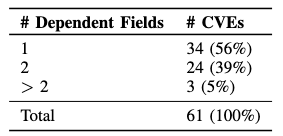 # Dependent Fields # CVEs
1 34 (56%)
2 24 (39%)
> 2 3 (5%)
Total 61 (100%)